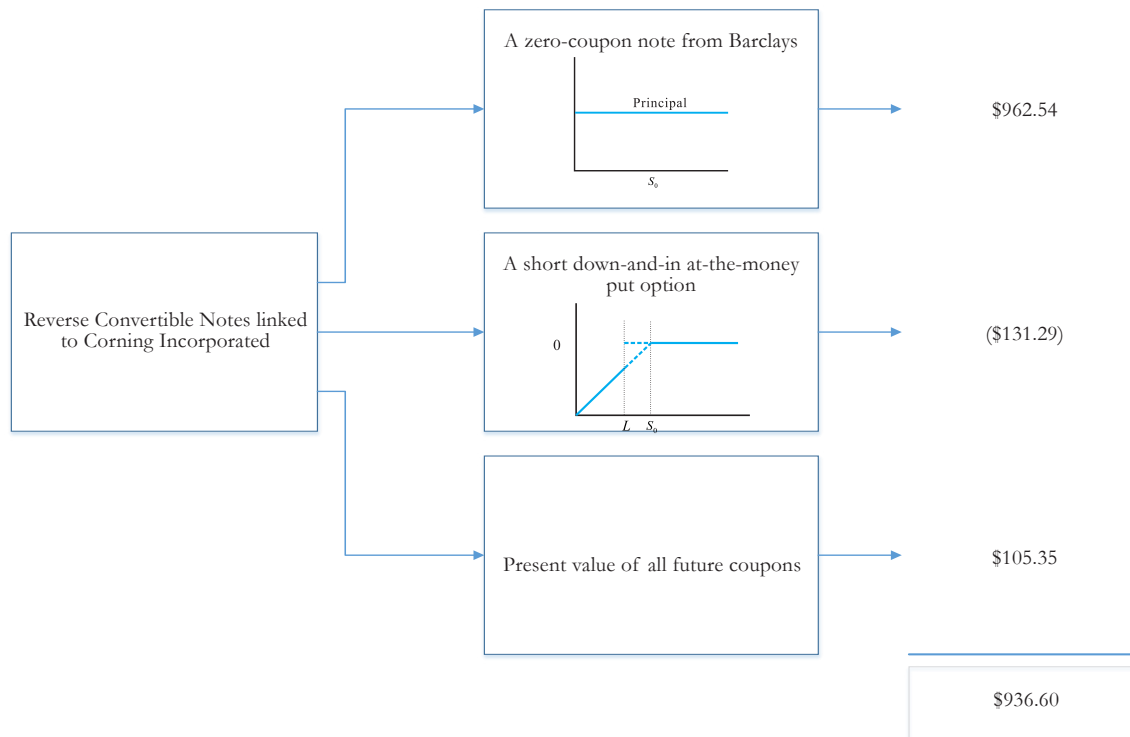 A zero-coupon note from Barclays
Principal
S₀
$962.54
Reverse Convertible Notes linked
to Corning Incorporated
A short down-and-in at-the-money
put option
0
L S₀
($131.29)
Present value of all future coupons
$105.35
$936.60